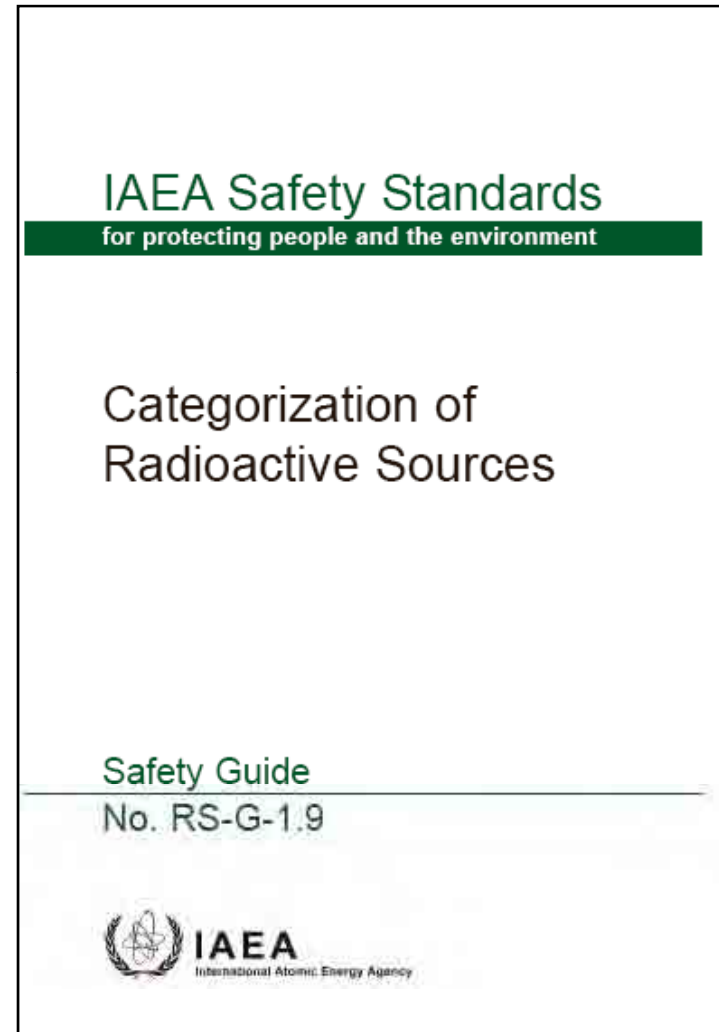 IAEA Safety Standards
for protecting people and the environment
Categorization of
Radioactive Sources
Safety Guide
No. RS-G-1.9
IAEA
International Atomic Energy Agency